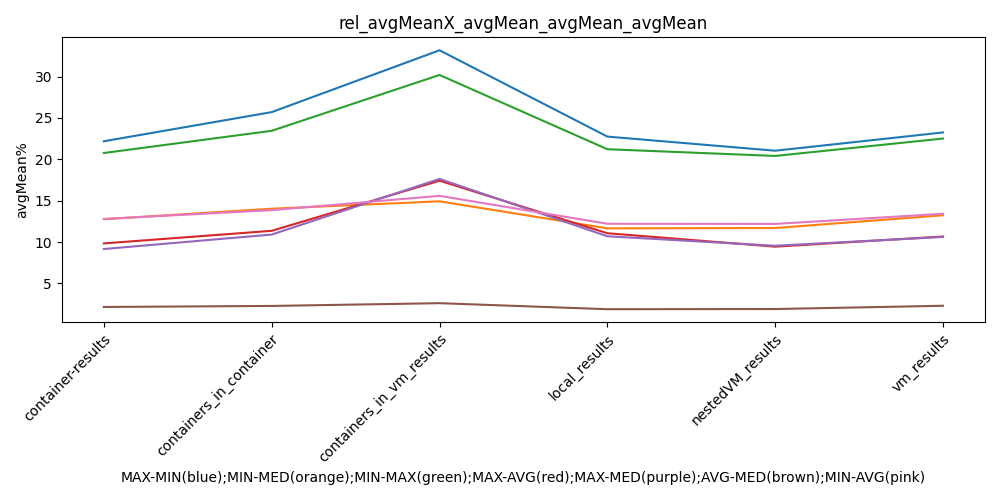 rel_avgMeanX_avgMean_avgMean_avgMean
avgMean%
30
25
20
15
10
5
container-results
containers_in_container
containers_in_vm_results
local_results
nestedVM_results
vm_results
MAX-MIN(blue);MIN-MED(orange);MIN-MAX(green);MAX-AVG(red);MAX-MED(purple);AVG-MED(brown);MIN-AVG(pink)